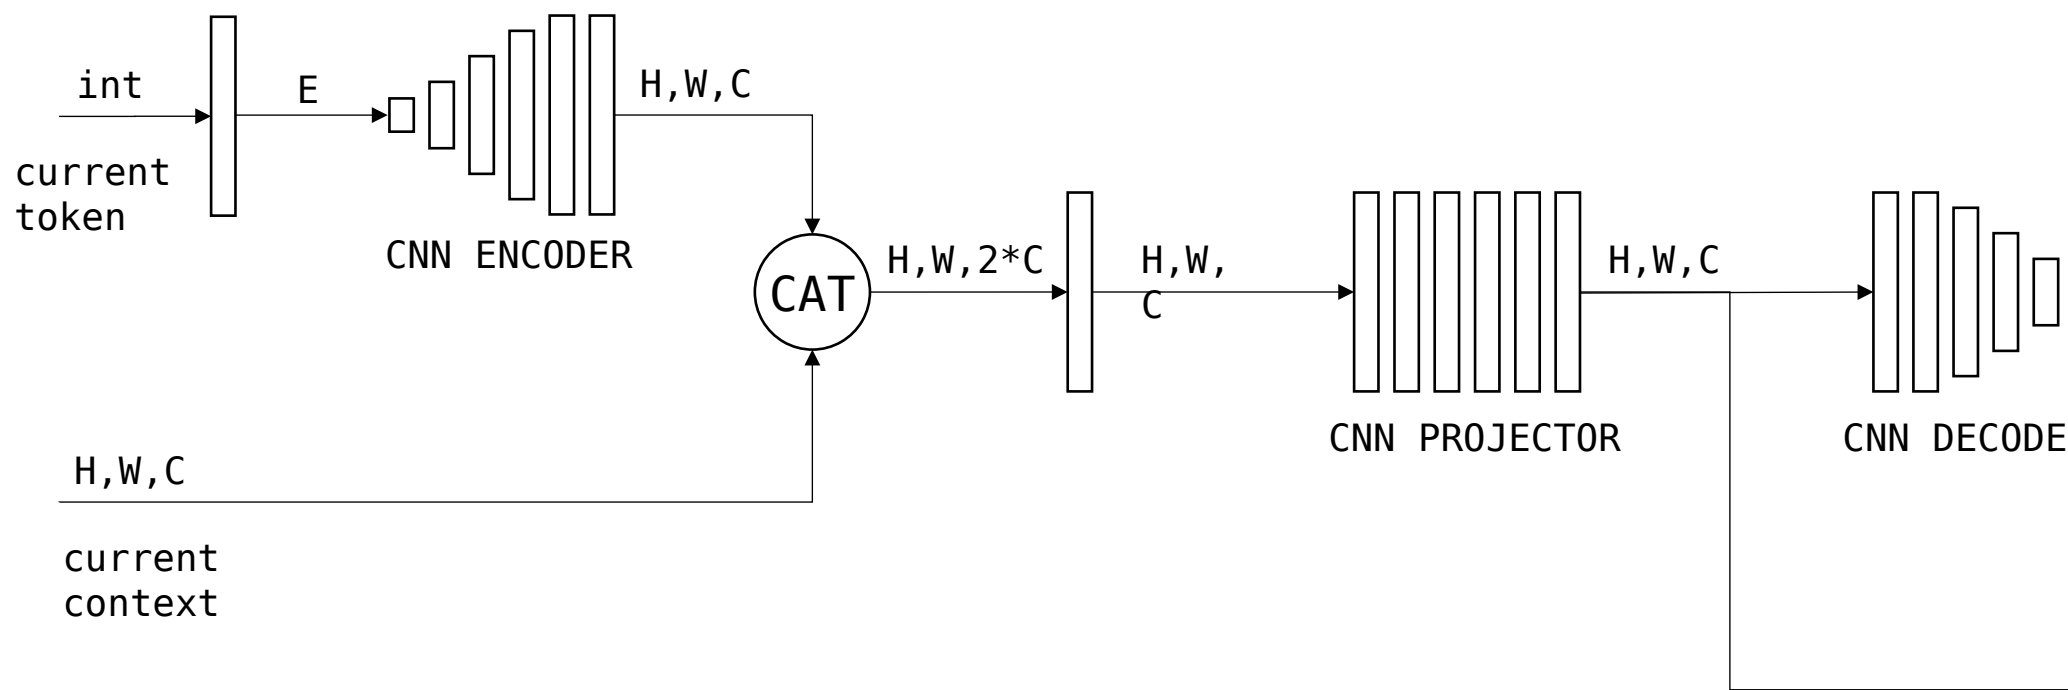 int
E
H,W,C
current
token
CNN ENCODER
CAT
H,W,2*C
H,W,
C
H,W,C
CNN PROJECTOR
CNN DECODE
H,W,C
current
context